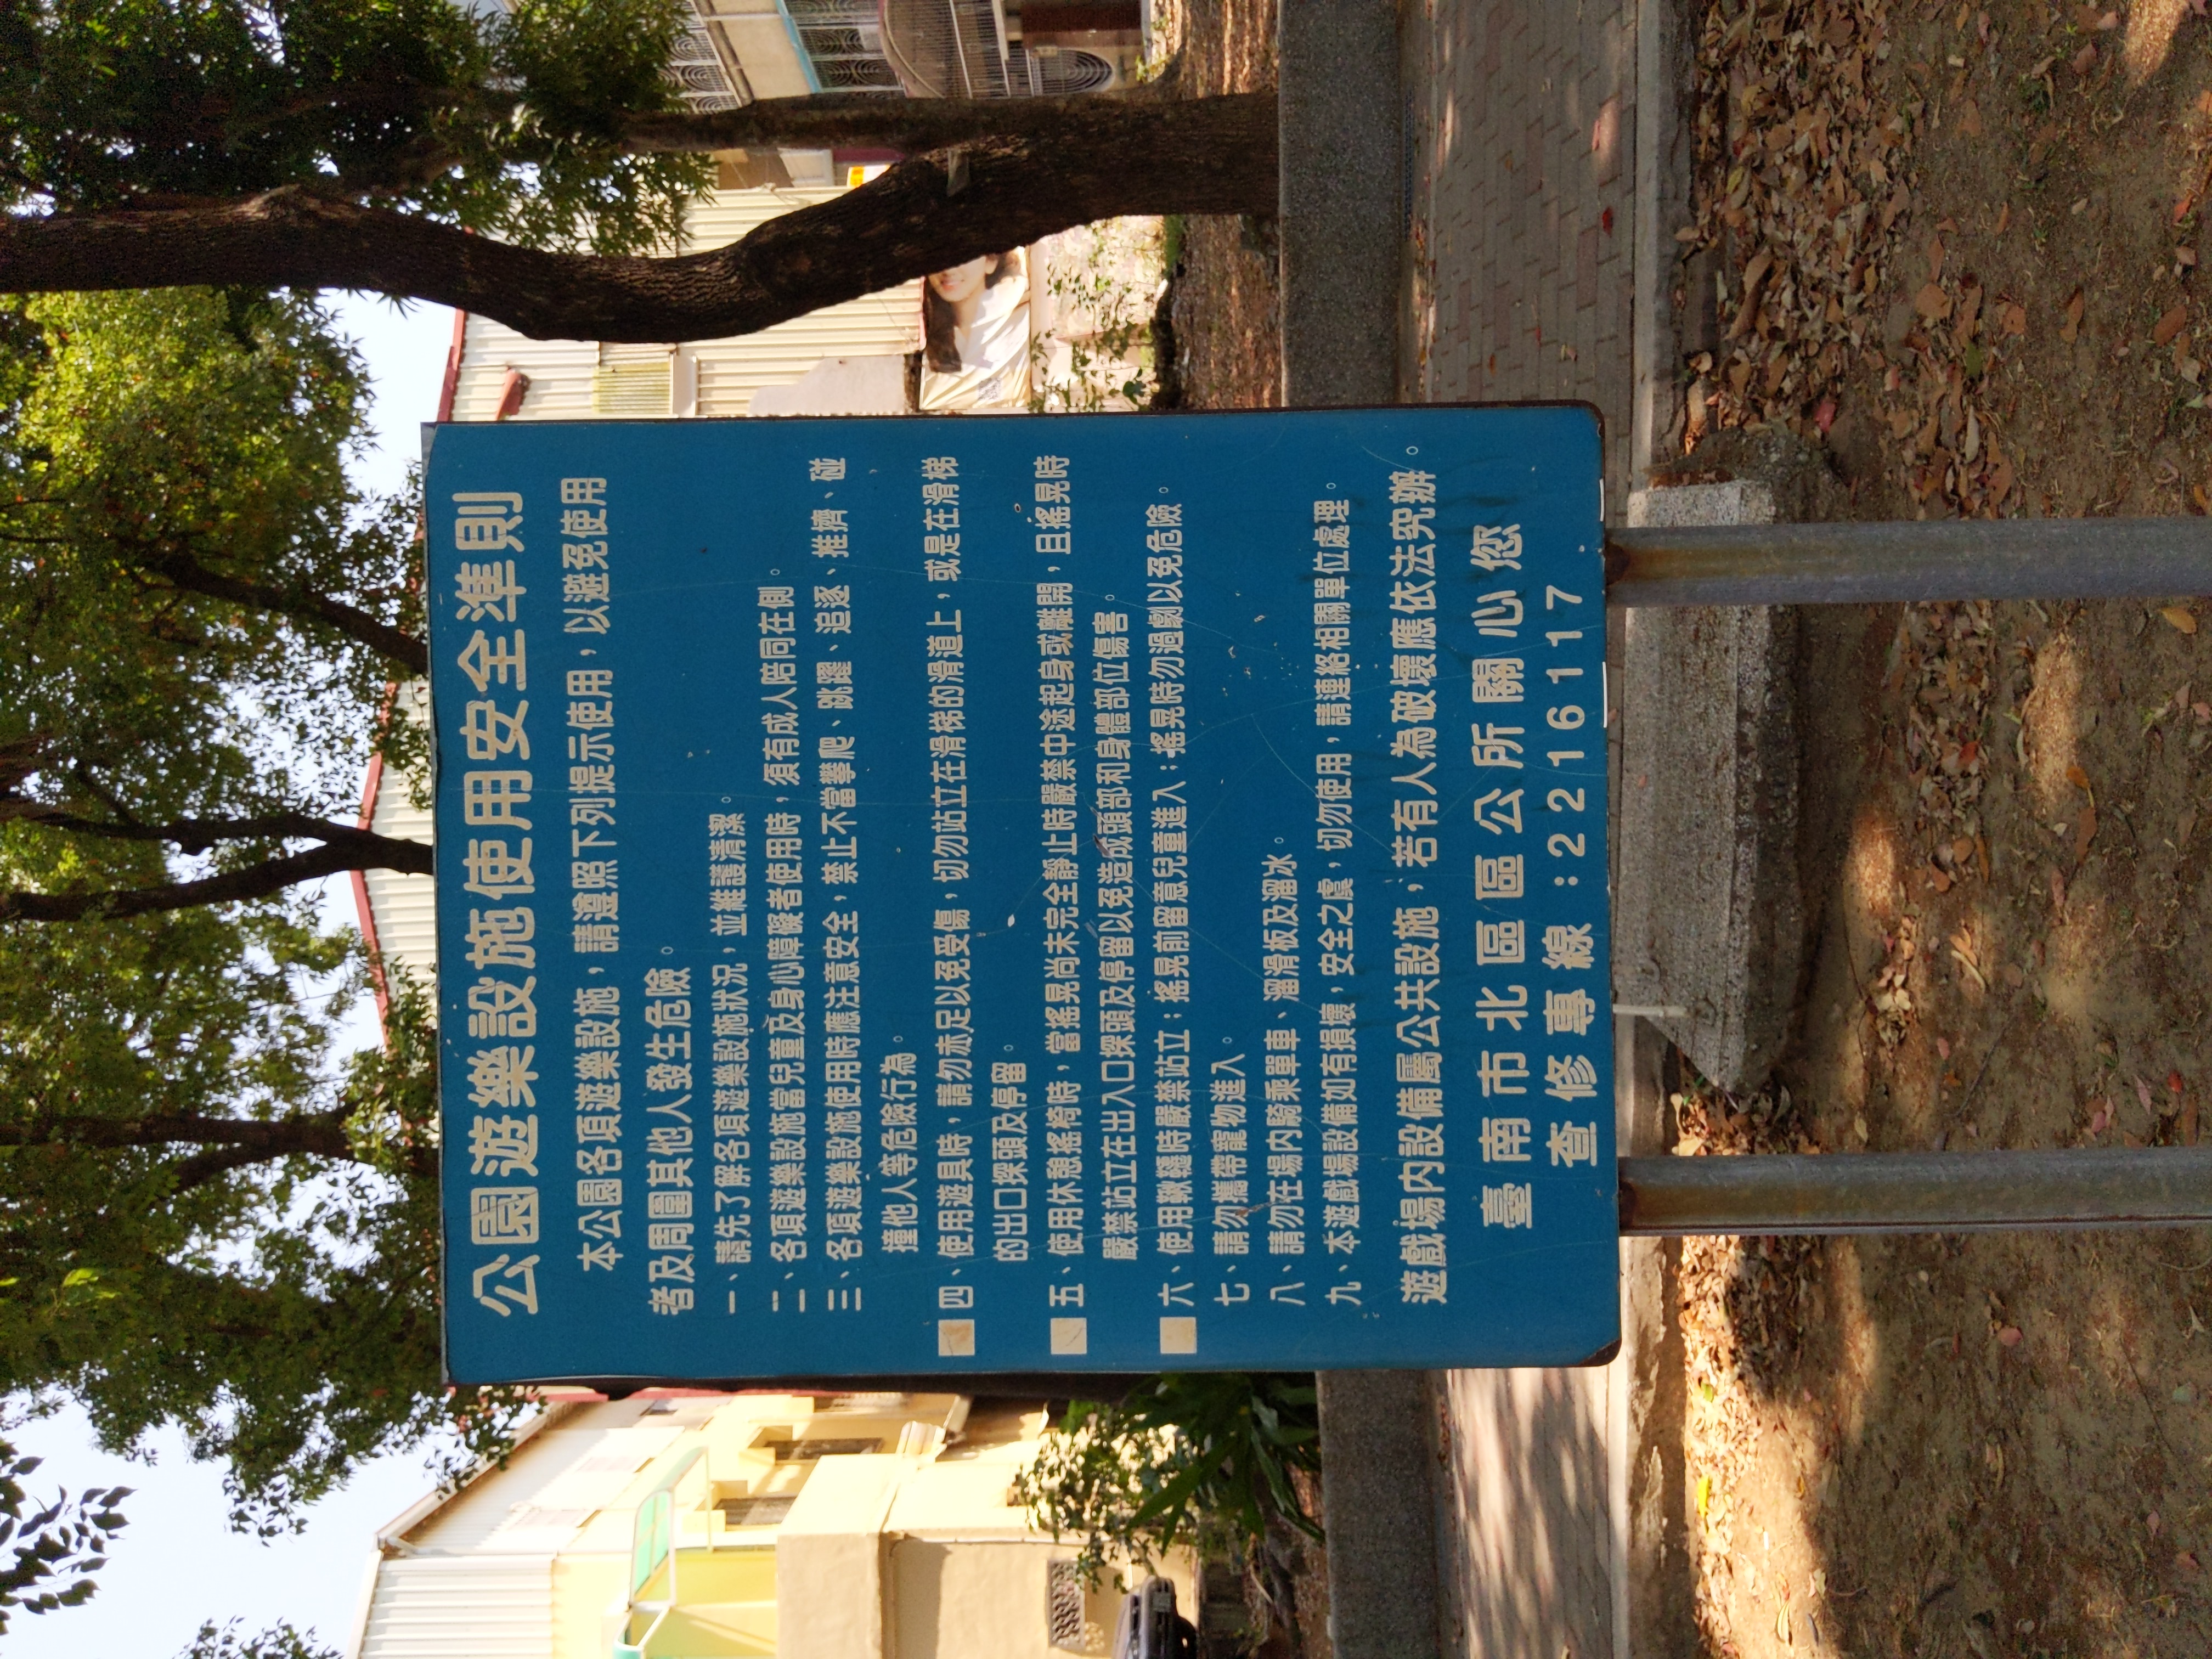 公園遊樂設施使用安全準則
本公園各項遊樂設施，請遵照下列提示使用，以避免使用
者及周圍其他人發生危險。
一、請先了解各項遊樂設施狀況，並維護清潔。
二、各項遊樂設施當兒童及身心障礙者使用時，須有成人陪同在側。
三、各項遊樂設施使用時應注意安全，禁止不當攀爬、跳躍、追逐、推擠、碰
撞他人等危險行為。
■四、使用遊具時，請勿赤足以免受傷，切勿站立在滑梯的滑道上，或是在滑梯
的出口探頭及停留。
■五、使用休憩搖椅時，當搖晃尚未完全靜止時嚴禁中途起身或離開，且搖晃時
嚴禁站立在出入口探頭及停留以免造成頭部和身體部位傷害。
■六、使用鞦韆時嚴禁站立；搖晃前留意兒童進入；搖晃時勿過劇以免危險。
七、請勿攜帶寵物進入。
八、請勿在場內騎乘單車、溜滑板及溜冰。
九、本遊戲場設備如有損壞，安全之虞，切勿使用，請連絡相關單位處理。
遊戲場內設備屬公共設施，若有人為破壞應依法究辦。
臺南市北區區公所關心您
查修專線：2216117